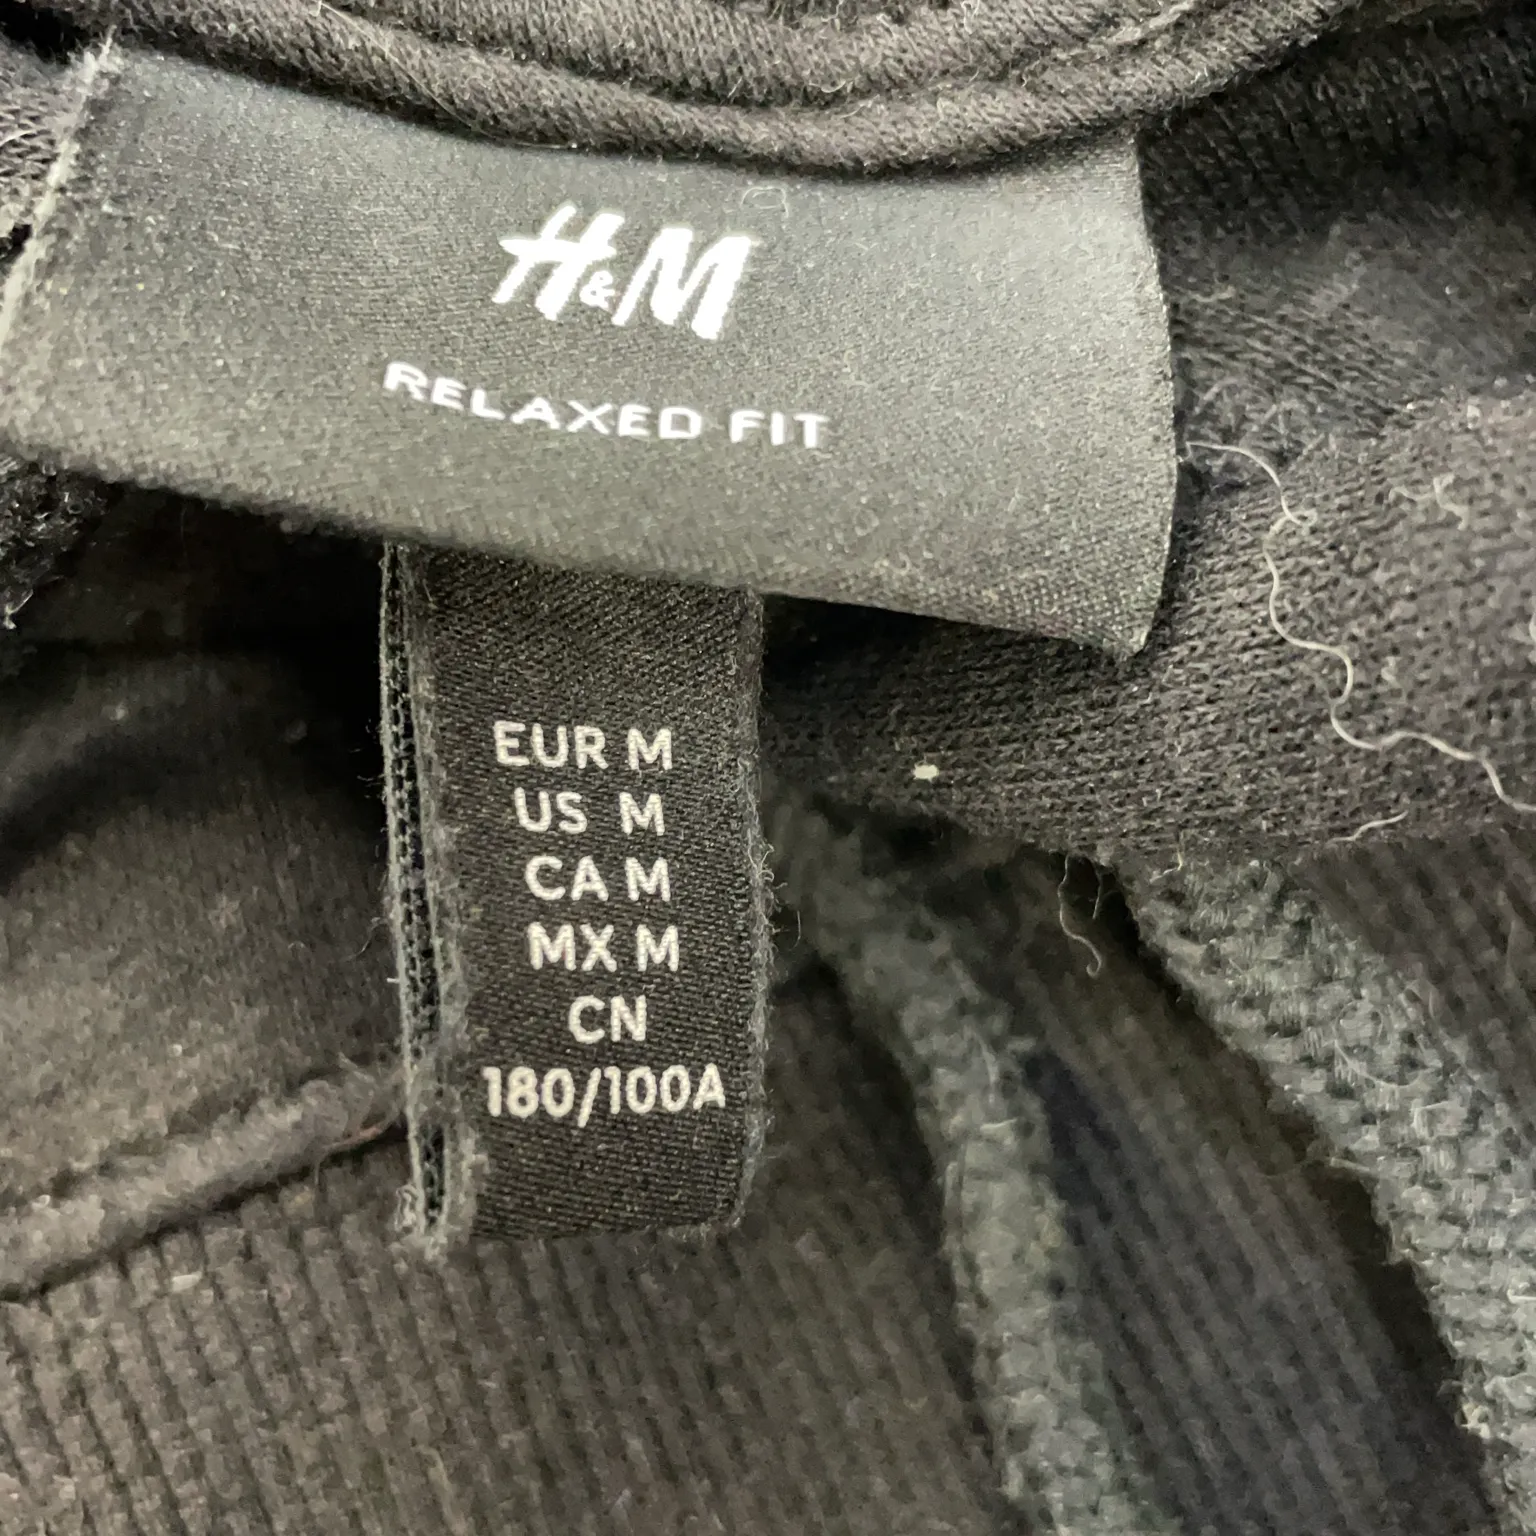 H&M
RELAXED FIT
EUR M
US M
CA M
MX M
CN
180/100A